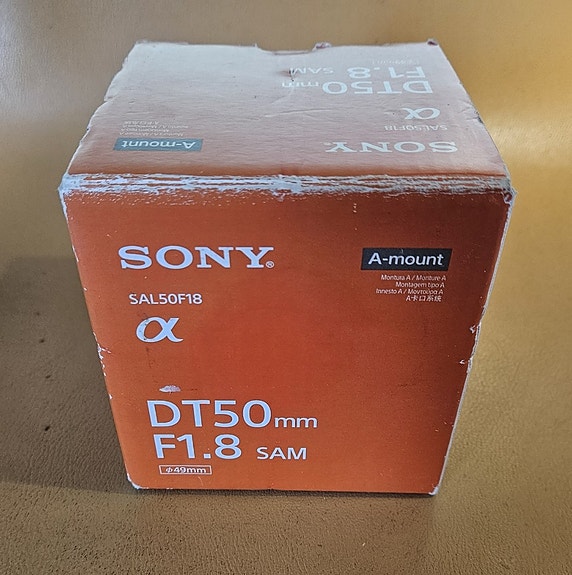 DT50mm
F1.8 SAM
α
SAL50F18
SONY
A-mount
SONY®
A-mount
Montura A / Monture A
Montagem tipo A
Innesto A / Μοντούρα A
A卡口系统
SAL50F18
α
DT50mm
F1.8 SAM
ϕ49mm